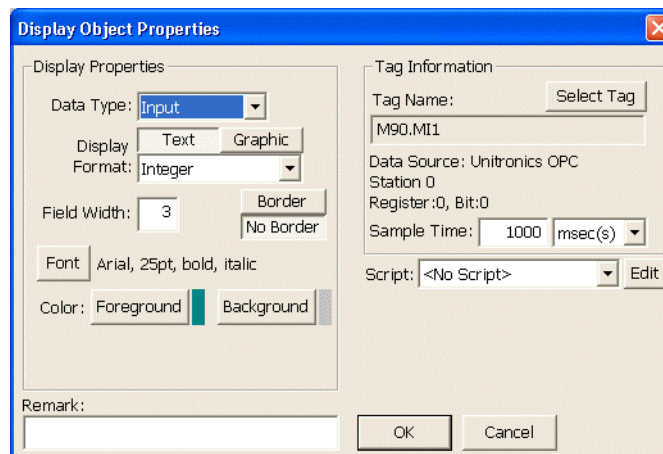 Display Object Properties
Display Properties
Data Type: Input
Display Format: Text Graphic
Integer
Field Width: 3
Border
No Border
Font Arial, 25pt, bold, italic
Color: Foreground Background
Tag Information
Tag Name: Select Tag
M90.MI1
Data Source: Unitronics OPC
Station 0
Register:0, Bit:0
Sample Time: 1000 msec(s)
Script: <No Script> Edit
Remark:
OK Cancel